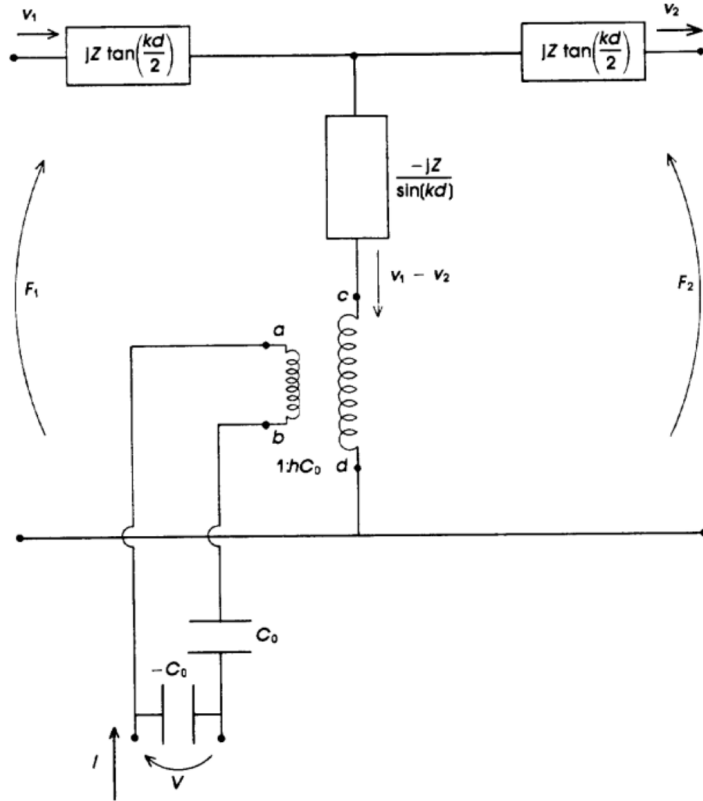 v₁
v₂
jZ tan(kd/2)
jZ tan(kd/2)
-jZ/sin(kd)
v₁ - v₂
c
F₁
F₂
a
b
1:hC₀
d
C₀
-C₀
I
V